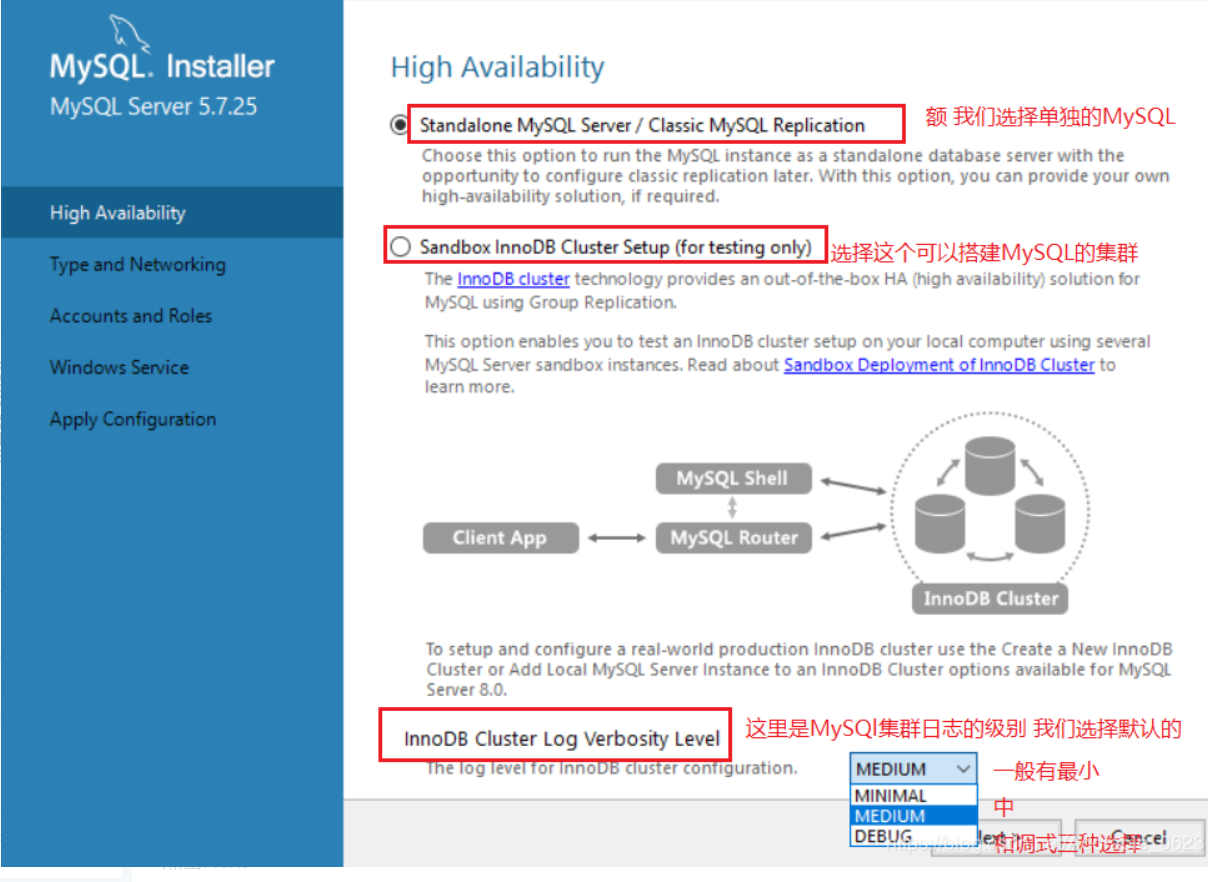 MySQL. Installer
MySQL Server 5.7.25
High Availability
Type and Networking
Accounts and Roles
Windows Service
Apply Configuration
High Availability
Standalone MySQL Server / Classic MySQL Replication
额 我们选择单独的MySQL
Choose this option to run the MySQL instance as a standalone database server with the
opportunity to configure classic replication later. With this option, you can provide your own
high-availability solution, if required.
Sandbox InnoDB Cluster Setup (for testing only)
选择这个可以搭建MySQL的集群
The InnoDB cluster technology provides an out-of-the-box HA (high availability) solution for
MySQL using Group Replication.
This option enables you to test an InnoDB cluster setup on your local computer using several
MySQL Server sandbox instances. Read about Sandbox Deployment of InnoDB Cluster to
learn more.
MySQL Shell
Client App
MySQL Router
InnoDB Cluster
To setup and configure a real-world production InnoDB cluster use the Create a New InnoDB
Cluster or Add Local MySQL Server Instance to an InnoDB Cluster options available for MySQL
Server 8.0.
InnoDB Cluster Log Verbosity Level
这里是MySQl集群日志的级别 我们选择默认的
The log level for InnoDB cluster configuration.
MEDIUM
一般有最小
MINIMAL
MEDIUM
中
DEBUG
和调式三种选择
Cancel